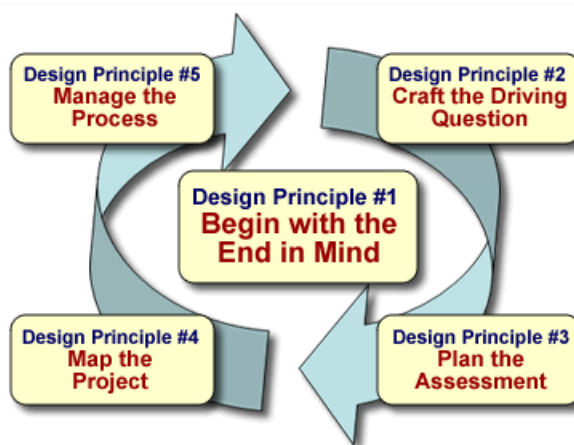 Design Principle #5
Manage the
Process
Design Principle #2
Craft the Driving
Question
Design Principle #1
Begin with the
End in Mind
Design Principle #4
Map the
Project
Design Principle #3
Plan the
Assessment